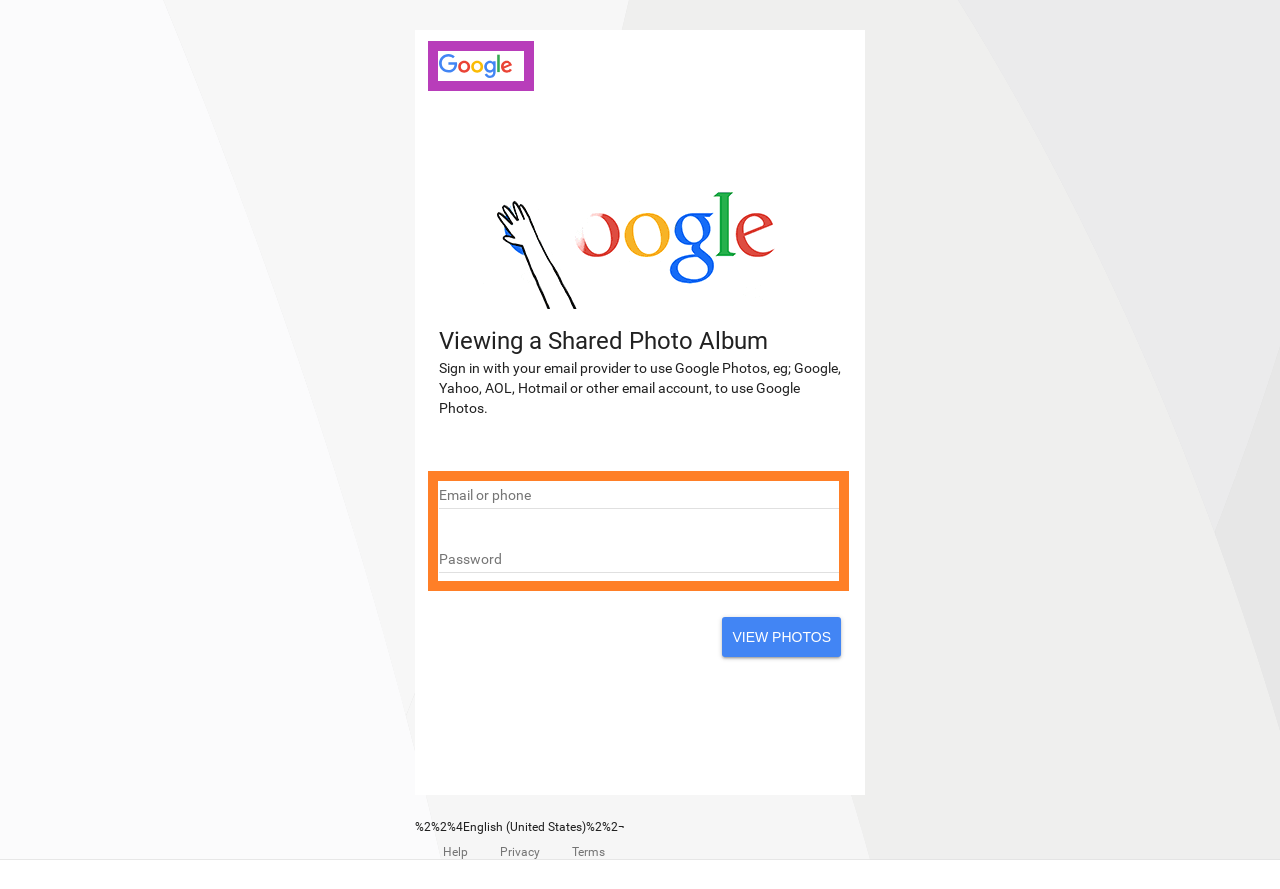 Google
Google
Viewing a Shared Photo Album
Sign in with your email provider to use Google Photos, eg; Google,
Yahoo, AOL, Hotmail or other email account, to use Google
Photos.
Email or phone
Password
VIEW PHOTOS
%2%2%4English (United States)%2%2¬
Help Privacy Terms